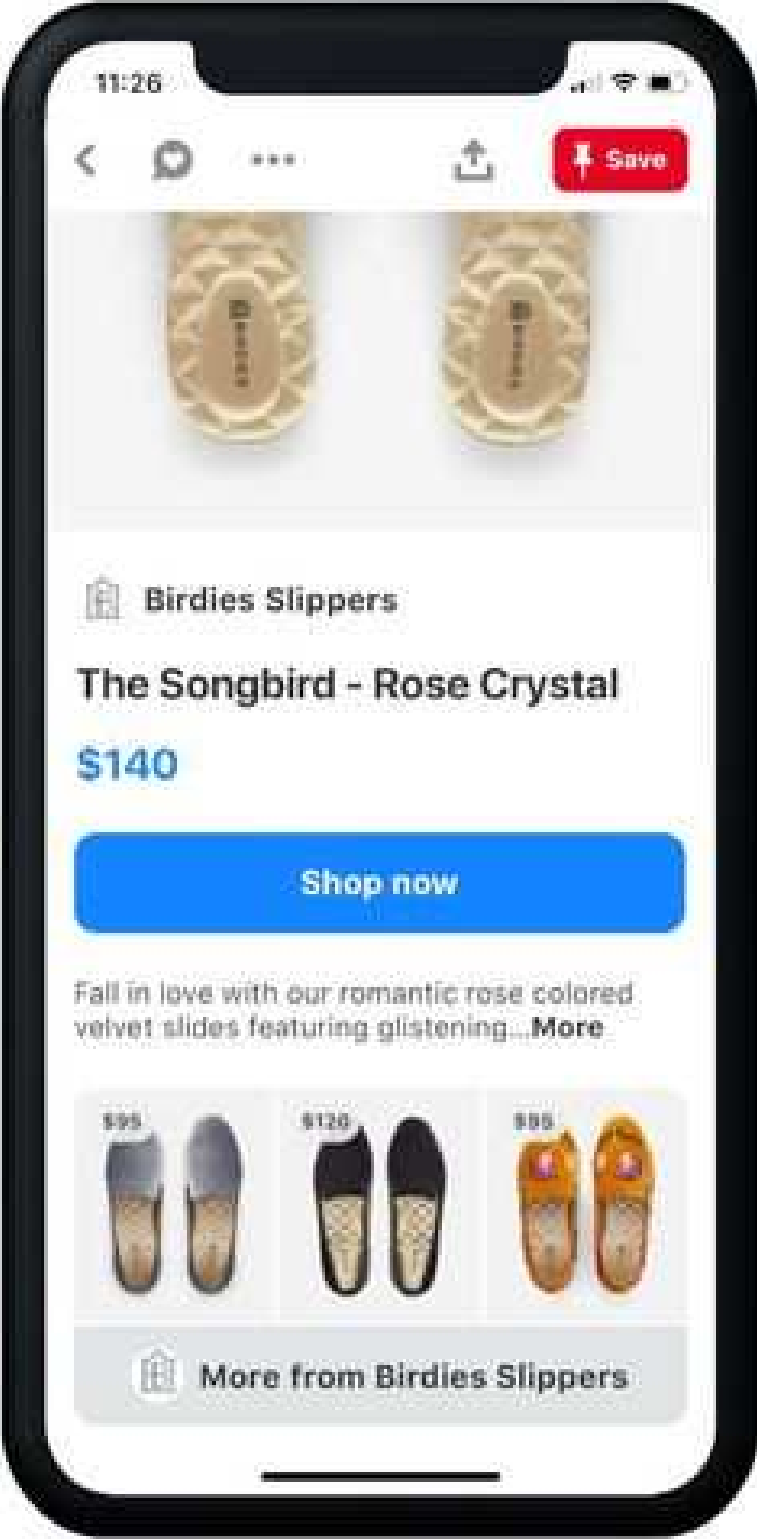 11:26
Save
Birdies Slippers
The Songbird - Rose Crystal
$140
Shop now
Fall in love with our romantic rose colored
velvet slides featuring glistening...More
$95 $120 $95
More from Birdies Slippers